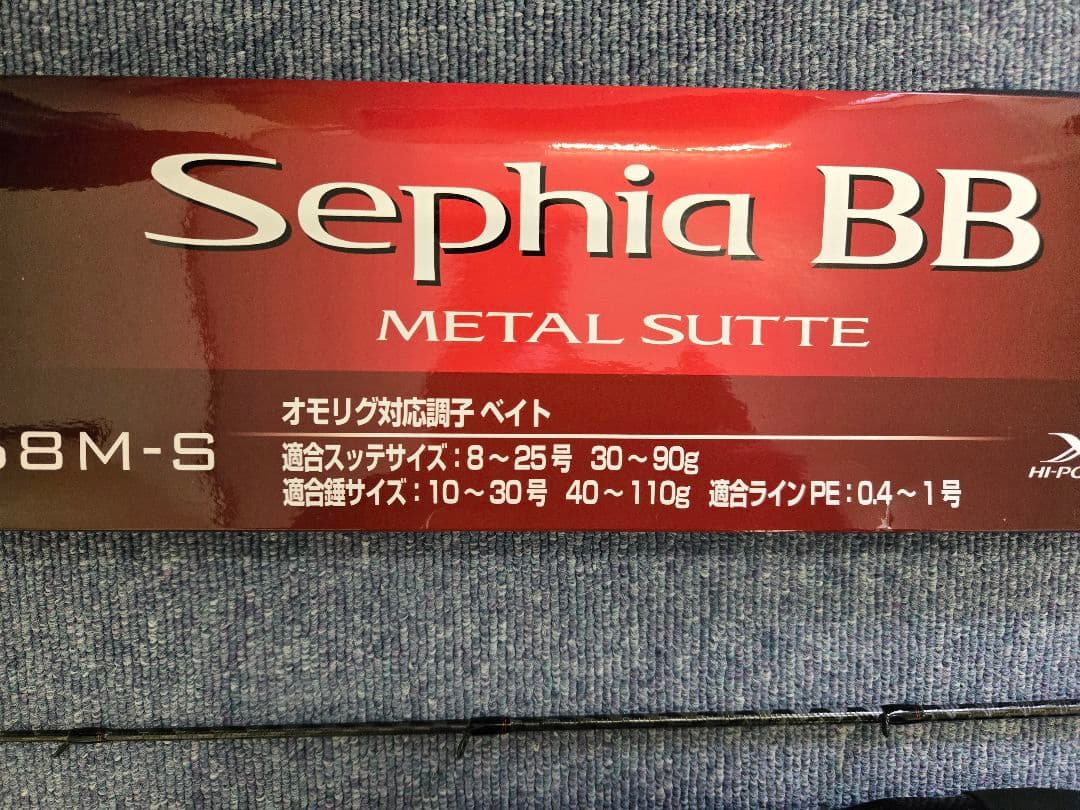 Sephia BB
METAL SUTTE
オモリグ対応調子 ベイト
68M-S
適合スッテサイズ:8～25号 30～90g
適合錘サイズ:10～30号 40～110g 適合ラインPE:0.4～1号